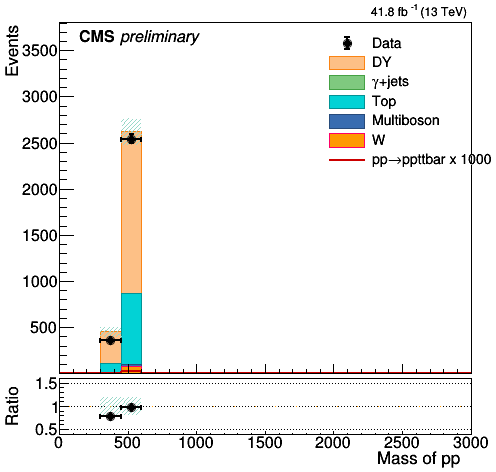 41.8 fb⁻¹ (13 TeV)
CMS preliminary
Events
3500
3000
2500
2000
1500
1000
500
Data
DY
γ+jets
Top
Multiboson
W
pp→ppttbar x 1000
Ratio
1.5
1
0.5
0 500 1000 1500 2000 2500 3000
Mass of pp